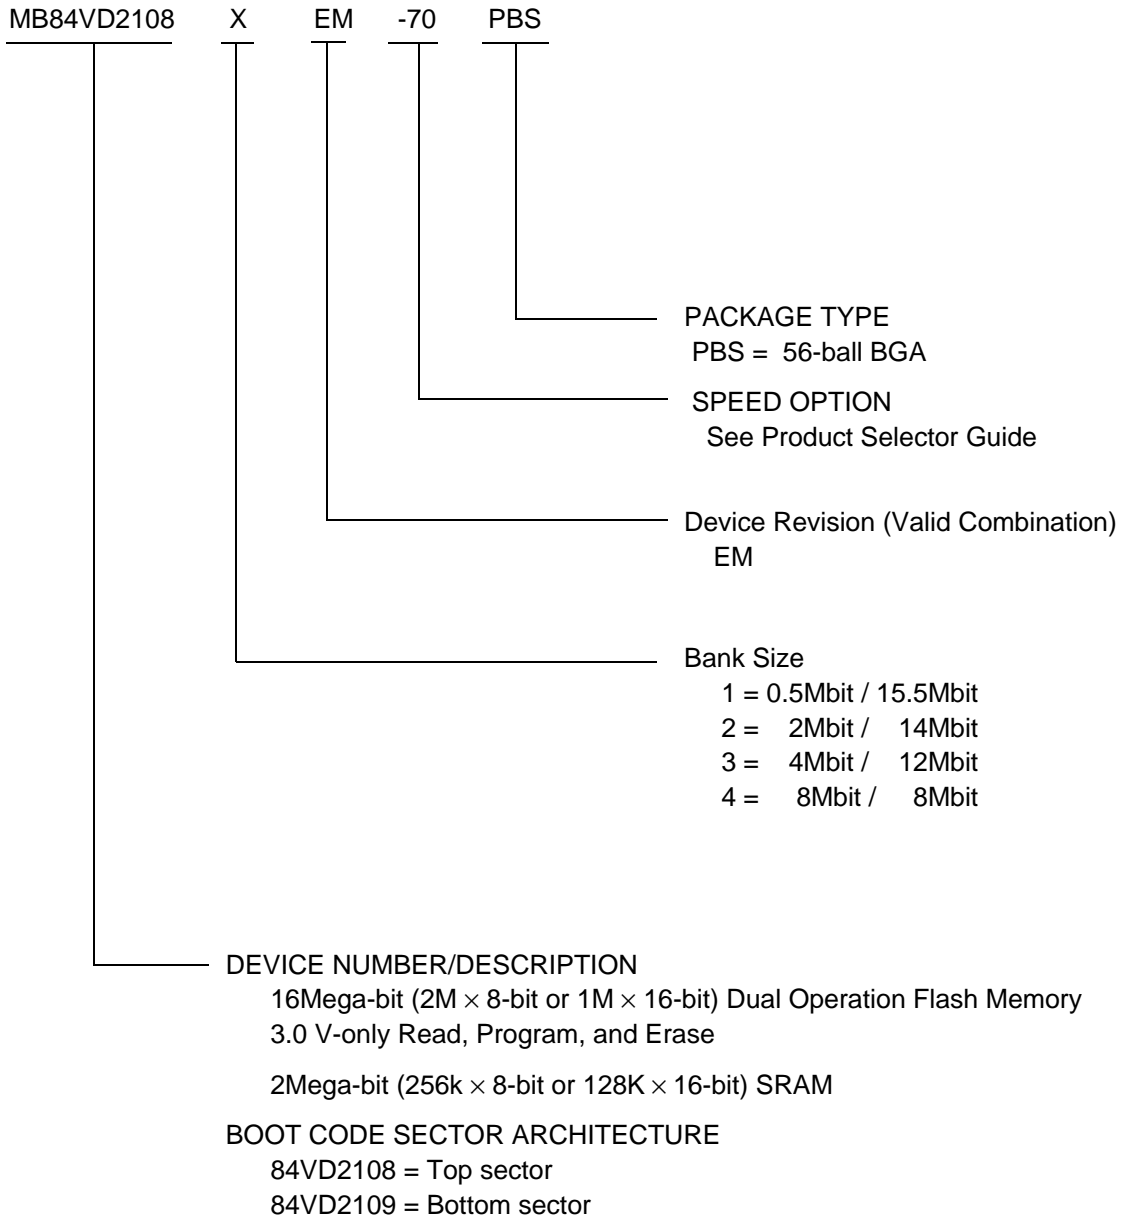 MB84VD2108 X EM -70 PBS
PACKAGE TYPE
PBS = 56-ball BGA
SPEED OPTION
See Product Selector Guide
Device Revision (Valid Combination)
EM
Bank Size
1 = 0.5Mbit / 15.5Mbit
2 = 2Mbit / 14Mbit
3 = 4Mbit / 12Mbit
4 = 8Mbit / 8Mbit
DEVICE NUMBER/DESCRIPTION
16Mega-bit (2M × 8-bit or 1M × 16-bit) Dual Operation Flash Memory
3.0 V-only Read, Program, and Erase
2Mega-bit (256k × 8-bit or 128K × 16-bit) SRAM
BOOT CODE SECTOR ARCHITECTURE
84VD2108 = Top sector
84VD2109 = Bottom sector